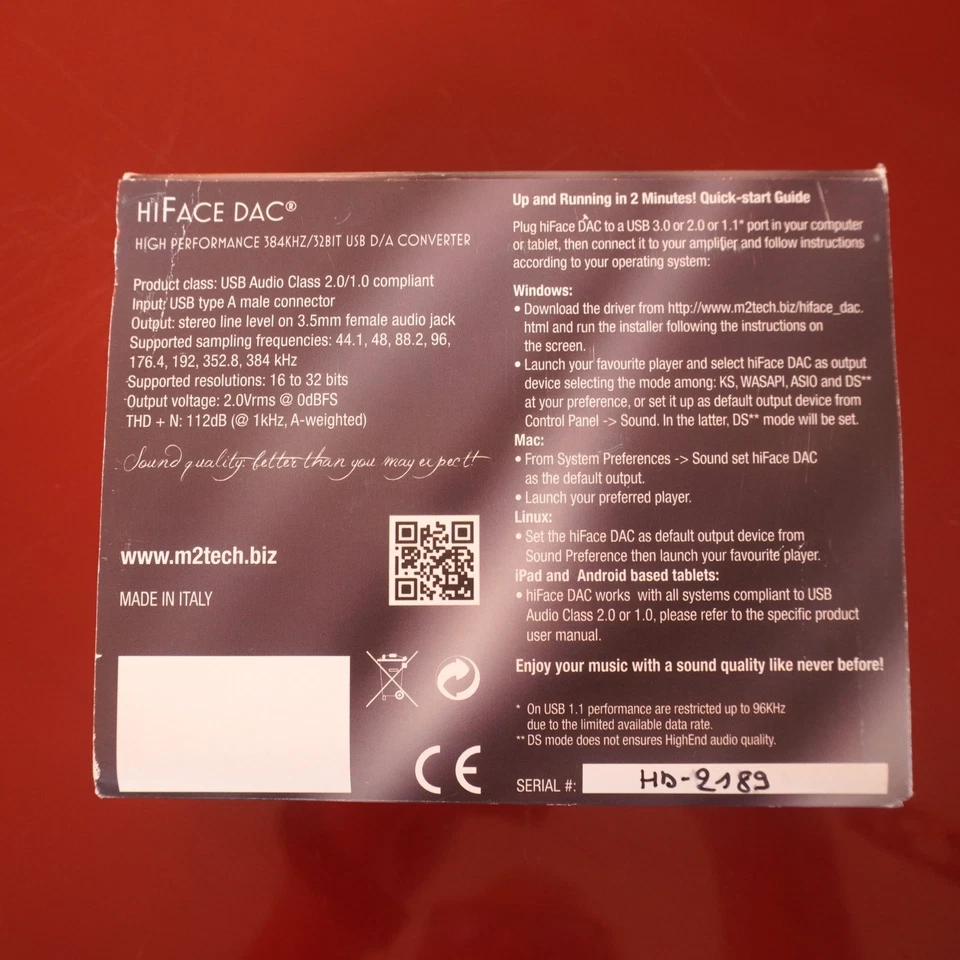 HIFACE DAC®
HIGH PERFORMANCE 384KHZ/32BIT USB D/A CONVERTER
Product class: USB Audio Class 2.0/1.0 compliant
Input: USB type A male connector
Output: stereo line level on 3.5mm female audio jack
Supported sampling frequencies: 44.1, 48, 88.2, 96,
176.4, 192, 352.8, 384 kHz
Supported resolutions: 16 to 32 bits
Output voltage: 2.0Vrms @ 0dBFS
THD + N: 112dB (@ 1kHz, A-weighted)
Sound quality: better than you may expect!
www.m2tech.biz
MADE IN ITALY
CE
Up and Running in 2 Minutes! Quick-start Guide
Plug hiFace DAC to a USB 3.0 or 2.0 or 1.1* port in your computer
or tablet, then connect it to your amplifier and follow instructions
according to your operating system:
Windows:
• Download the driver from http://www.m2tech.biz/hiface_dac.
html and run the installer following the instructions on
the screen.
• Launch your favourite player and select hiFace DAC as output
device selecting the mode among: KS, WASAPI, ASIO and DS**
at your preference, or set it up as default output device from
Control Panel -> Sound. In the latter, DS** mode will be set.
Mac:
• From System Preferences -> Sound set hiFace DAC
as the default output.
• Launch your preferred player.
Linux:
• Set the hiFace DAC as default output device from
Sound Preference then launch your favourite player.
iPad and Android based tablets:
• hiFace DAC works with all systems compliant to USB
Audio Class 2.0 or 1.0, please refer to the specific product
user manual.
Enjoy your music with a sound quality like never before!
* On USB 1.1 performance are restricted up to 96KHz
due to the limited available data rate.
** DS mode does not ensures HighEnd audio quality.
SERIAL #: HD-2189